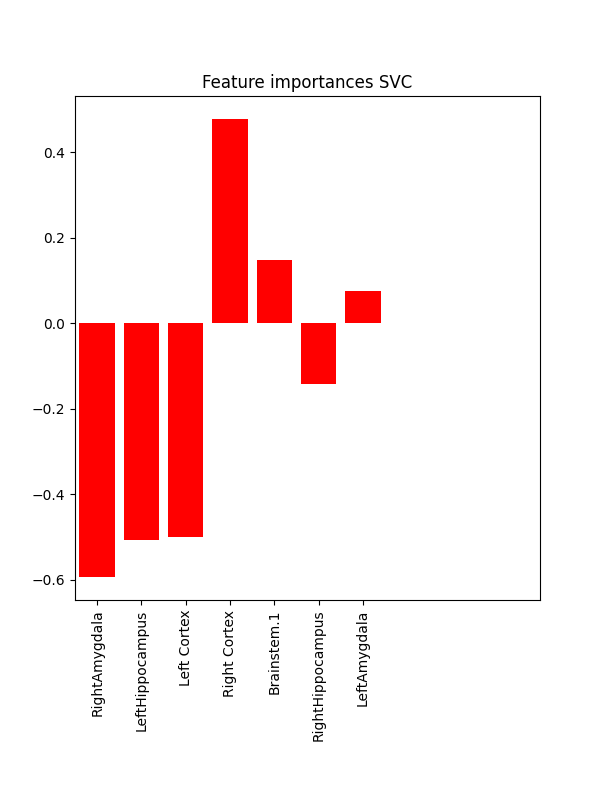 Feature importances SVC
0.4
0.2
0.0
−0.2
−0.4
−0.6
RightAmygdala
LeftHippocampus
Left Cortex
Right Cortex
Brainstem.1
RightHippocampus
LeftAmygdala